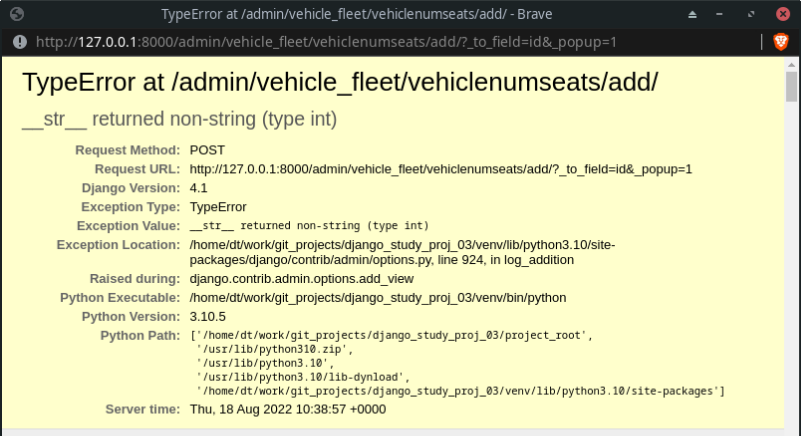 TypeError at /admin/vehicle_fleet/vehiclenumseats/add/ - Brave
http://127.0.0.1:8000/admin/vehicle_fleet/vehiclenumseats/add/?_to_field=id&_popup=1
TypeError at /admin/vehicle_fleet/vehiclenumseats/add/
__str__ returned non-string (type int)
Request Method: POST
Request URL: http://127.0.0.1:8000/admin/vehicle_fleet/vehiclenumseats/add/?_to_field=id&_popup=1
Django Version: 4.1
Exception Type: TypeError
Exception Value: __str__ returned non-string (type int)
Exception Location: /home/dt/work/git_projects/django_study_proj_03/venv/lib/python3.10/site-
packages/django/contrib/admin/options.py, line 924, in log_addition
Raised during: django.contrib.admin.options.add_view
Python Executable: /home/dt/work/git_projects/django_study_proj_03/venv/bin/python
Python Version: 3.10.5
Python Path: ['/home/dt/work/git_projects/django_study_proj_03/project_root',
'/usr/lib/python310.zip',
'/usr/lib/python3.10',
'/usr/lib/python3.10/lib-dynload',
'/home/dt/work/git_projects/django_study_proj_03/venv/lib/python3.10/site-packages']
Server time: Thu, 18 Aug 2022 10:38:57 +0000